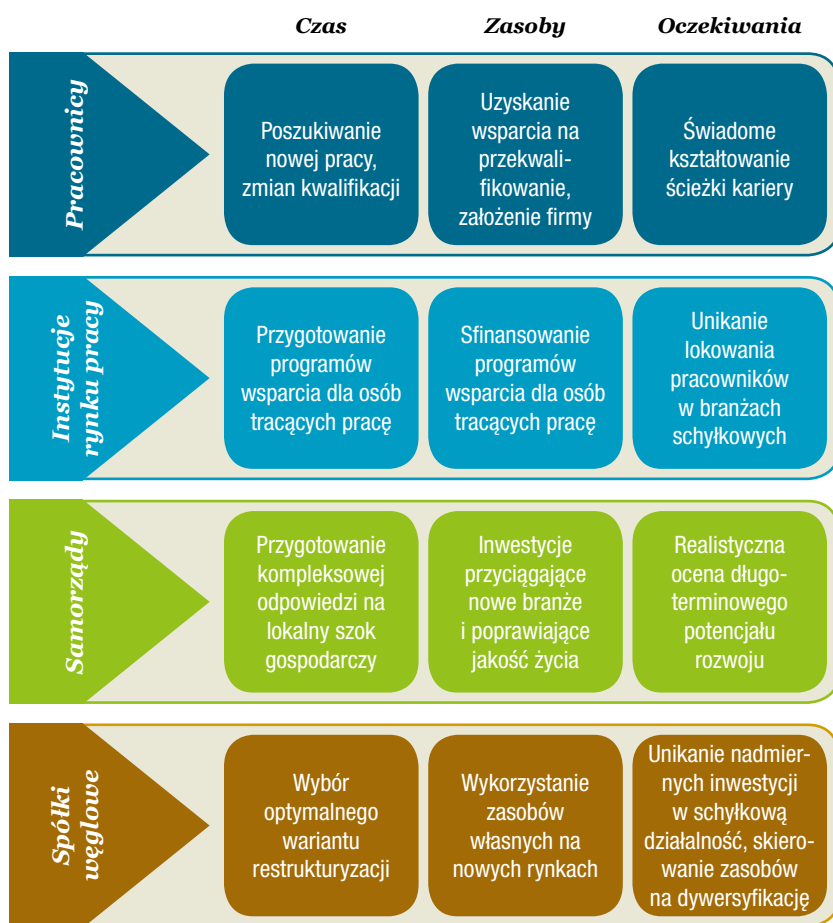 Czas
Zasoby
Oczekiwania
Pracownicy
Poszukiwanie
nowej pracy,
zmian kwalifikacji
Uzyskanie
wsparcia na
przekwali-
fikowanie,
założenie firmy
Świadome
kształtowanie
ścieżki kariery
Instytucje
rynku pracy
Przygotowanie
programów
wsparcia dla osób
tracących pracę
Sfinansowanie
programów
wsparcia dla osób
tracących pracę
Unikanie
lokowania
pracowników
w branżach
schyłkowych
Samorządy
Przygotowanie
kompleksowej
odpowiedzi na
lokalny szok
gospodarczy
Inwestycje
przyciągające
nowe branże
i poprawiające
jakość życia
Realistyczna
ocena długo-
terminowego
potencjału
rozwoju
Spółki
węglowe
Wybór
optymalnego
wariantu
restrukturyzacji
Wykorzystanie
zasobów
własnych na
nowych rynkach
Unikanie nadmier-
nych inwestycji
w schyłkową
działalność, skiero-
wanie zasobów
na dywersyfikację